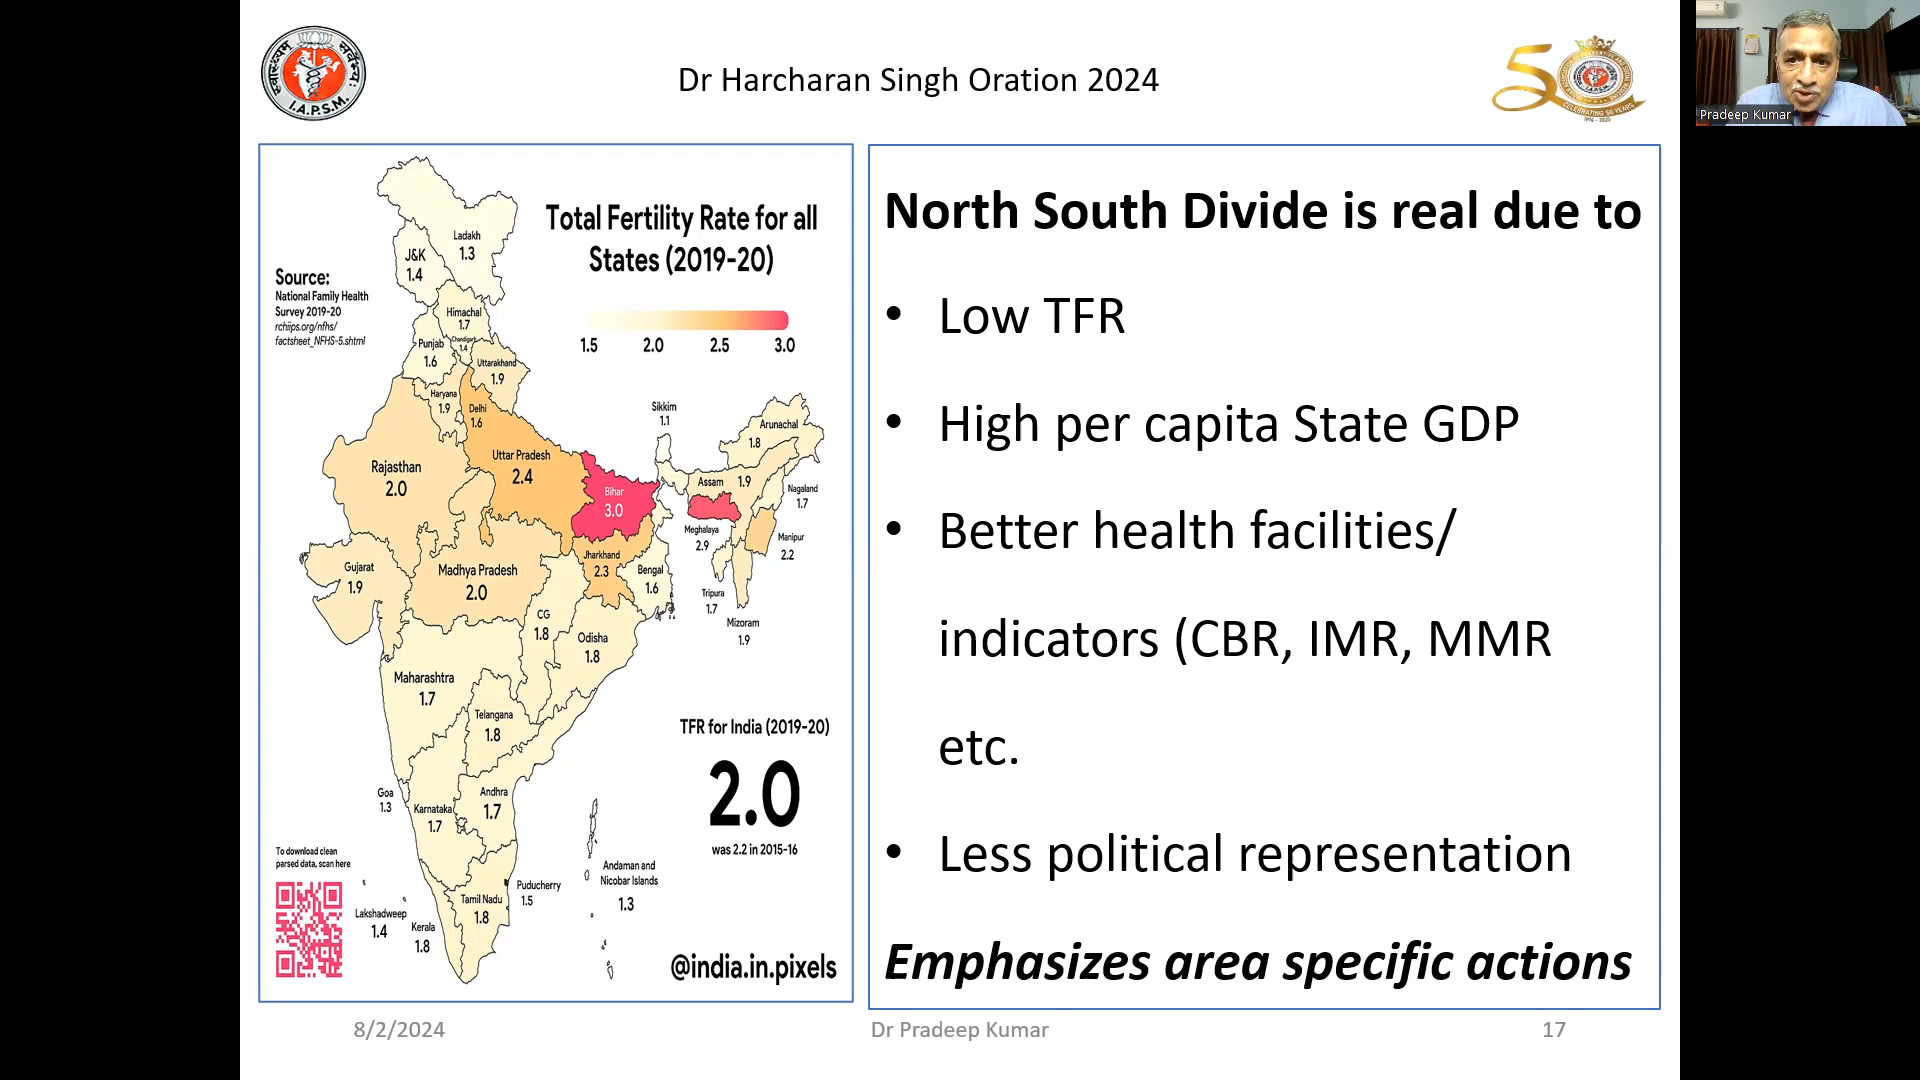 Dr Harcharan Singh Oration 2024
स्वास्थ्यम् सर्वस्यः
I.A.P.S.M.
50
CELEBRATING 50 YEARS
Pradeep Kumar
Total Fertility Rate for all
States (2019-20)
1.5 2.0 2.5 3.0
Source:
National Family Health
Survey 2019-20
rchiips.org/nfhs/
factsheet_NFHS-5.shtml
Ladakh
1.3
J&K
1.4
Himachal
1.7
Chandigarh
1.4
Punjab
1.6
Uttarakhand
1.9
Haryana
1.9
Delhi
1.6
Sikkim
1.1
Arunachal
1.8
Uttar Pradesh
2.4
Rajasthan
2.0
Bihar
3.0
Assam 1.9
Nagaland
1.7
Meghalaya
2.9
Manipur
2.2
Jharkhand
2.3
Bengal
1.6
Gujarat
1.9
Madhya Pradesh
2.0
Tripura
1.7
Mizoram
1.9
CG
1.8
Odisha
1.8
Maharashtra
1.7
Telangana
1.8
TFR for India (2019-20)
2.0
was 2.2 in 2015-16
Goa
1.3
Karnataka
1.7
Andhra
1.7
To download clean
parsed data, scan here
Andaman and
Nicobar Islands
1.3
Puducherry
1.5
Tamil Nadu
1.8
Lakshadweep
1.4
Kerala
1.8
@india.in.pixels
North South Divide is real due to
• Low TFR
• High per capita State GDP
• Better health facilities/
indicators (CBR, IMR, MMR
etc.
• Less political representation
Emphasizes area specific actions
8/2/2024
Dr Pradeep Kumar
17